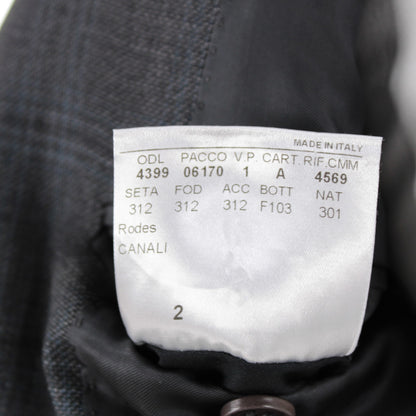 MADE IN ITALY
ODL PACCO V.P. CART. RIF.CMM
4399 06170 1 A 4569
SETA FOD ACC BOTT NAT
312 312 312 F103 301
Rodes
CANALI
2